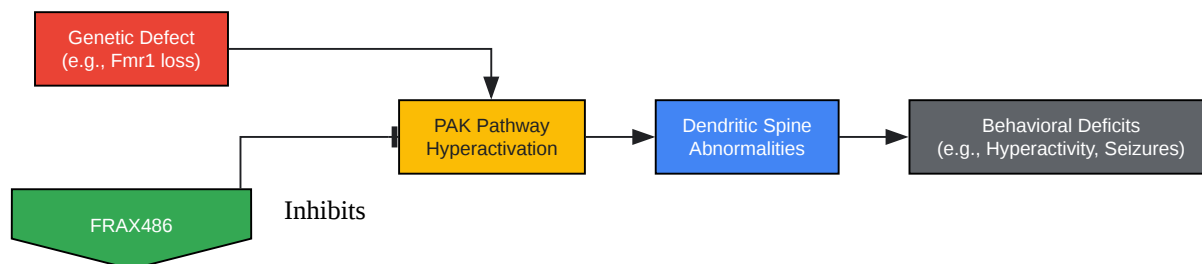 Genetic Defect
(e.g., Fmr1 loss)
PAK Pathway
Hyperactivation
Dendritic Spine
Abnormalities
Behavioral Deficits
(e.g., Hyperactivity, Seizures)
FRAX486
Inhibits